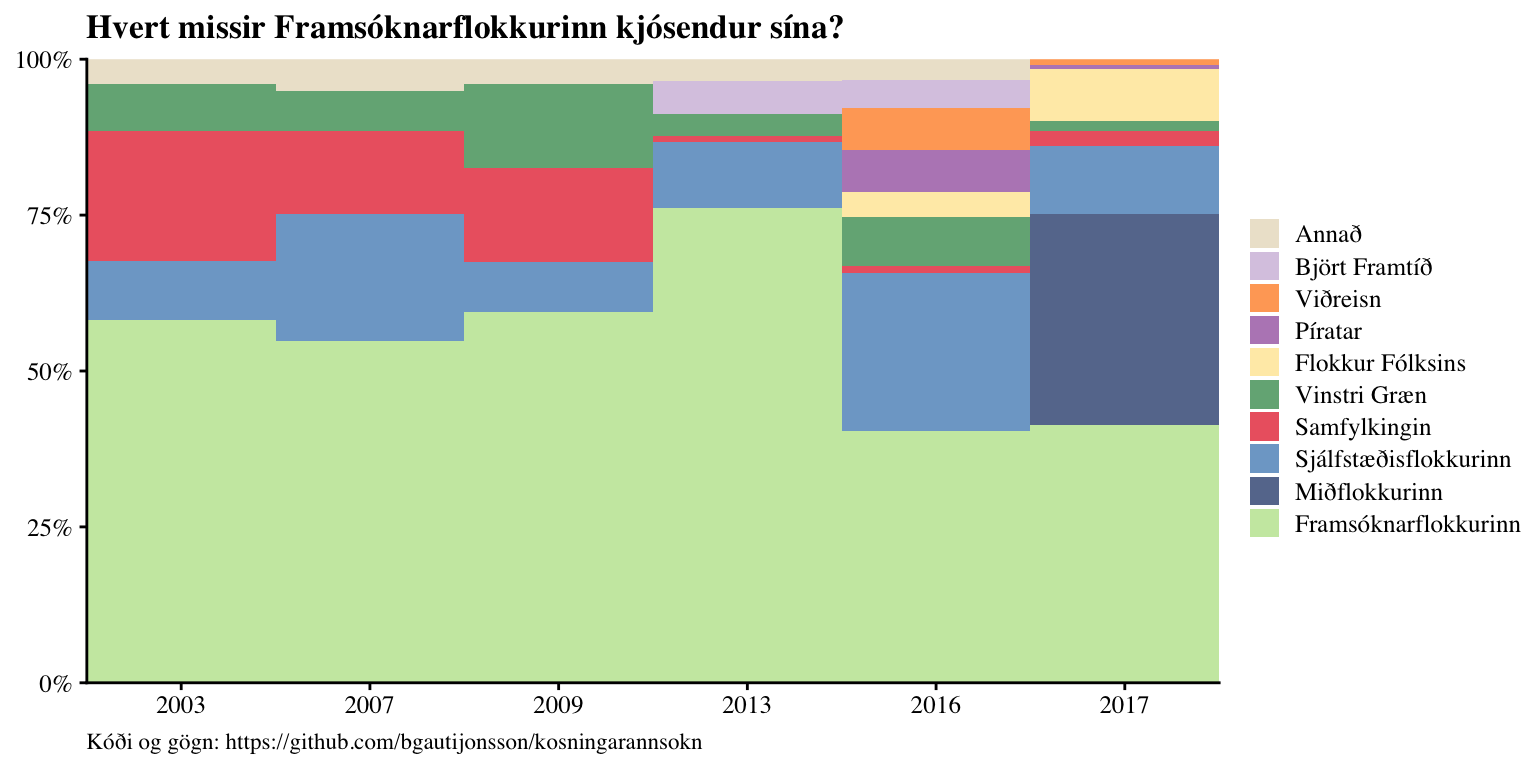 Hvert missir Framsóknarflokkurinn kjósendur sína?
100%
75%
50%
25%
0%
2003 2007 2009 2013 2016 2017
Annað
Björt Framtíð
Viðreisn
Píratar
Flokkur Fólksins
Vinstri Græn
Samfylkingin
Sjálfstæðisflokkurinn
Miðflokkurinn
Framsóknarflokkurinn
Kóði og gögn: https://github.com/bgautijonsson/kosningarannsokn